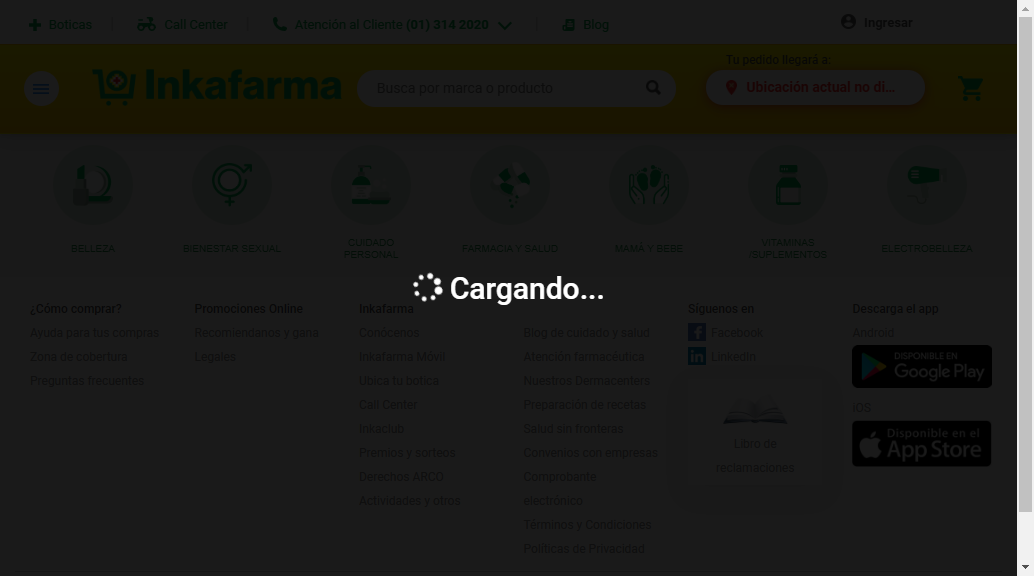 Boticas
Call Center
Atención al Cliente (01) 314 2020
Blog
Ingresar
Inkafarma
Busca por marca o producto
Tu pedido llegará a:
Ubicación actual no di...
BELLEZA
BIENESTAR SEXUAL
CUIDADO
PERSONAL
FARMACIA Y SALUD
MAMÁ Y BEBE
VITAMINAS
/SUPLEMENTOS
ELECTROBELLEZA
Cargando...
¿Cómo comprar?
Ayuda para tus compras
Zona de cobertura
Preguntas frecuentes
Promociones Online
Recomiéndanos y gana
Legales
Inkafarma
Conócenos
Inkafarma Móvil
Ubica tu botica
Call Center
Inkaclub
Premios y sorteos
Derechos ARCO
Actividades y otros
Blog de cuidado y salud
Atención farmacéutica
Nuestros Dermacenters
Preparación de recetas
Salud sin fronteras
Convenios con empresas
Comprobante
electrónico
Términos y Condiciones
Políticas de Privacidad
Síguenos en
Facebook
Linkedin
Libro de
reclamaciones
Descarga el app
Android
DISPONIBLE EN
Google Play
iOS
Disponible en el
App Store